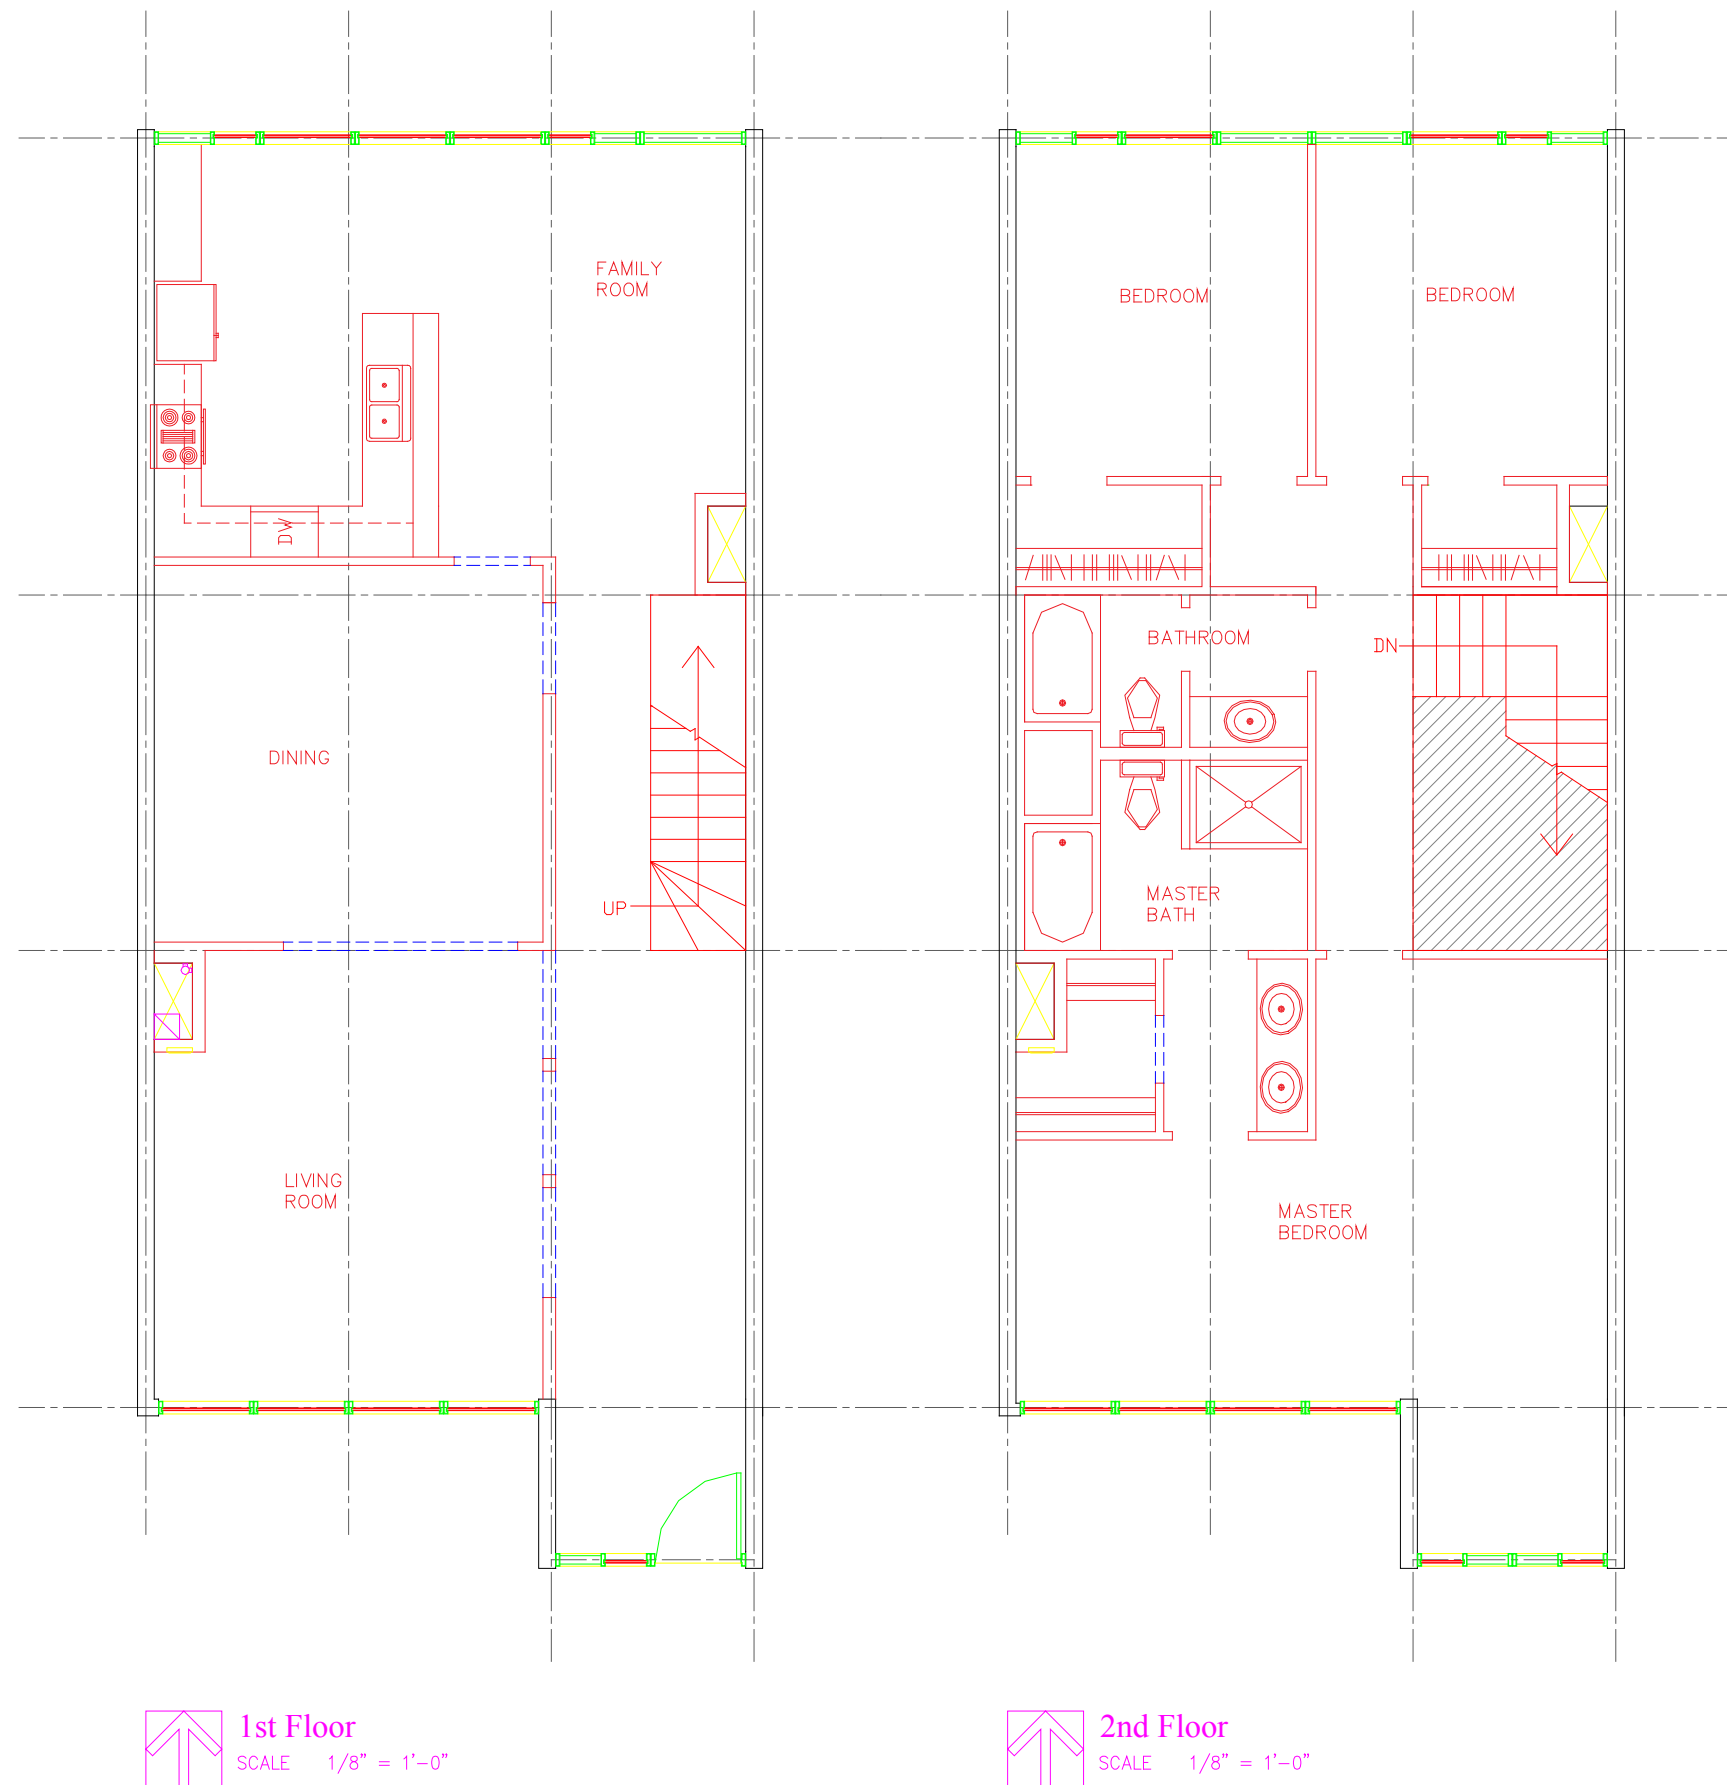 FAMILY
ROOM
DW
DINING
UP
LIVING
ROOM
1st Floor
SCALE 1/8" = 1'-0"
BEDROOM
BEDROOM
BATHROOM
DN
MASTER
BATH
MASTER
BEDROOM
2nd Floor
SCALE 1/8" = 1'-0"